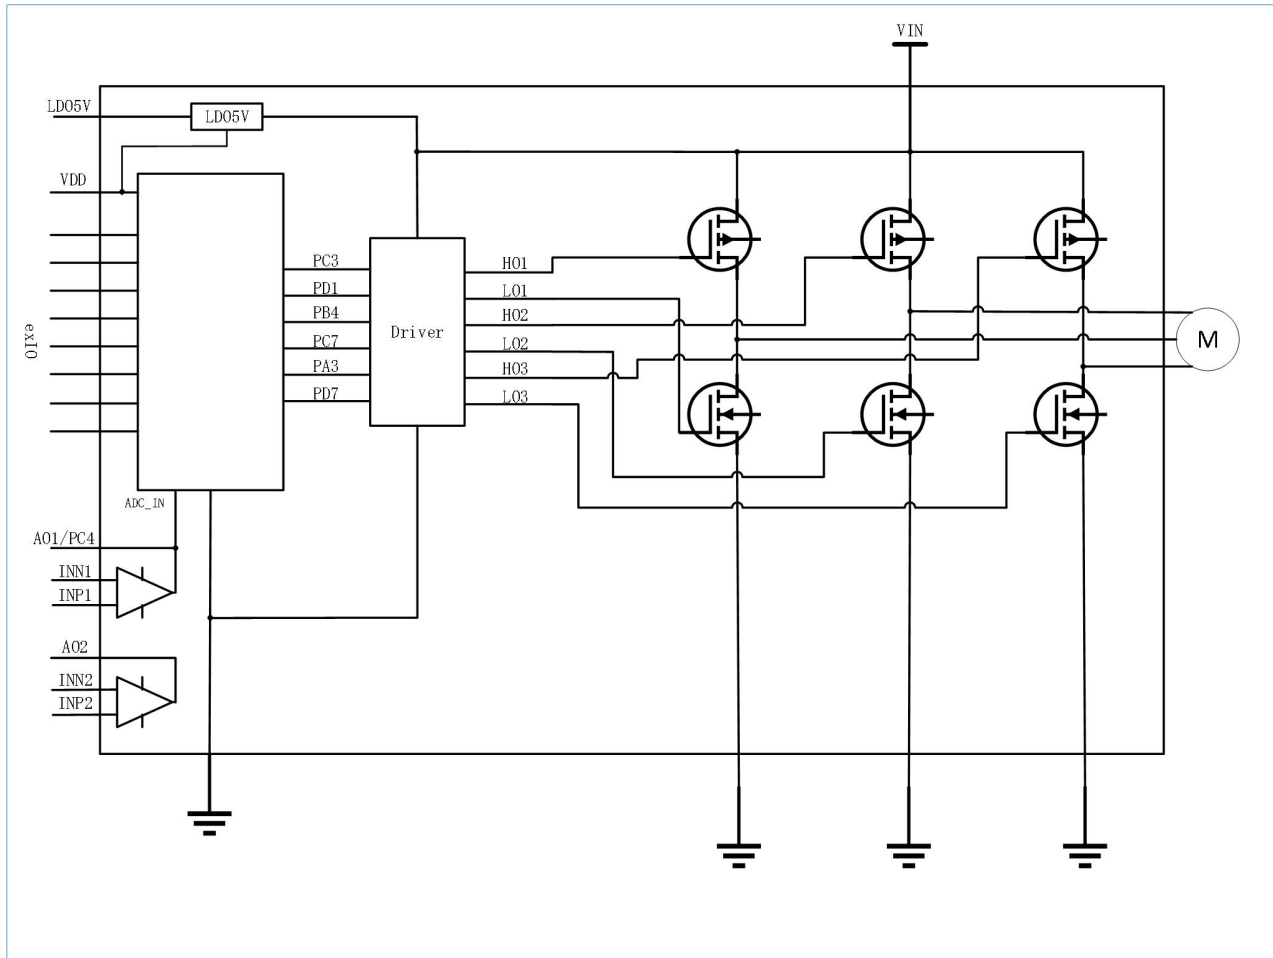 VIN
LDO5V
LDO5V
VDD
exIO
PC3
PD1
PB4
PC7
PA3
PD7
Driver
HO1
LO1
HO2
LO2
HO3
LO3
M
ADC_IN
AO1/PC4
INN1
INP1
AO2
INN2
INP2